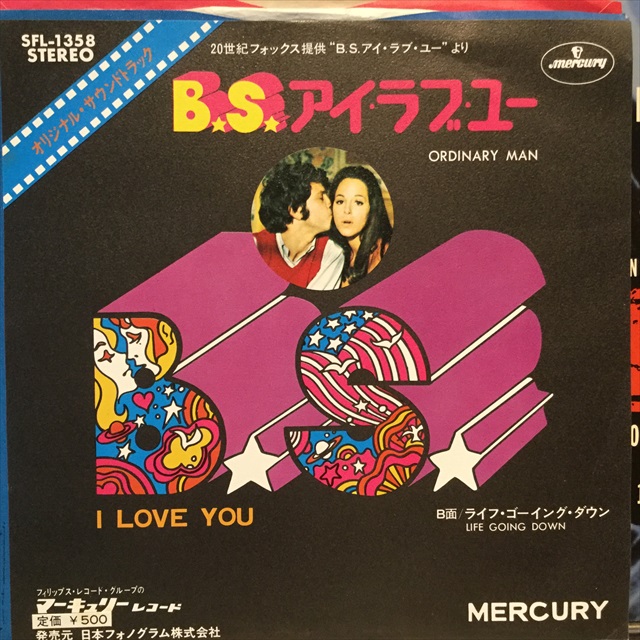 SFL-1358
STEREO
20世紀フォックス提供“B.S.アイ・ラブ・ユー”より
mercury
オリジナル・サウンドトラック
B.S.アイ・ラブ・ユー
ORDINARY MAN
B.S.
I LOVE YOU
B面/ライフ・ゴーイング・ダウン
LIFE GOING DOWN
フィリップス・レコード・グループの
マーキュリーレコード
定価 ¥500
発売元 日本フォノグラム株式会社
MERCURY